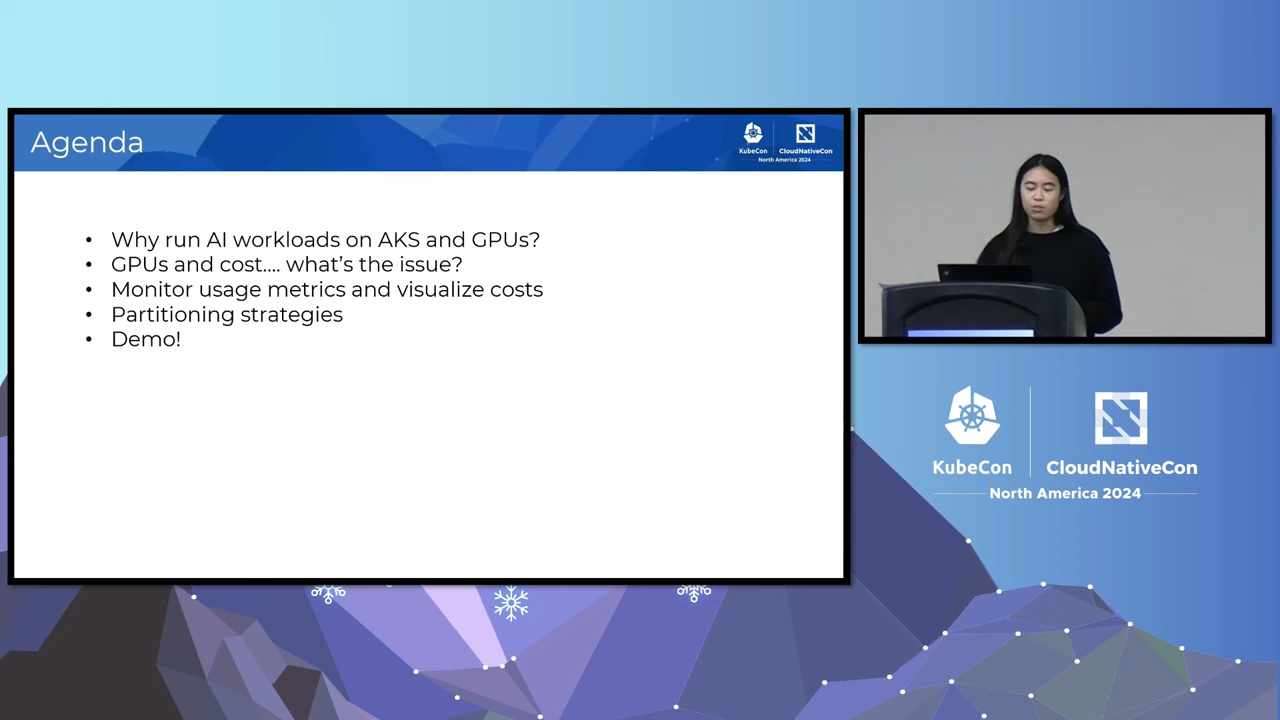 Agenda
KubeCon
CloudNativeCon
North America 2024
• Why run AI workloads on AKS and GPUs?
• GPUs and cost.... what's the issue?
• Monitor usage metrics and visualize costs
• Partitioning strategies
• Demo!
KubeCon
CloudNativeCon
North America 2024